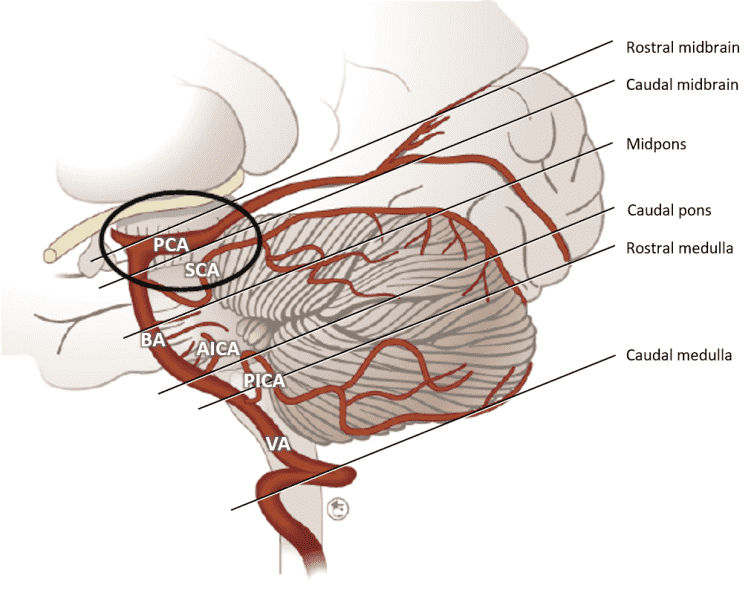 Rostral midbrain
Caudal midbrain
Midpons
Caudal pons
Rostral medulla
Caudal medulla
PCA
SCA
BA
AICA
PICA
VA